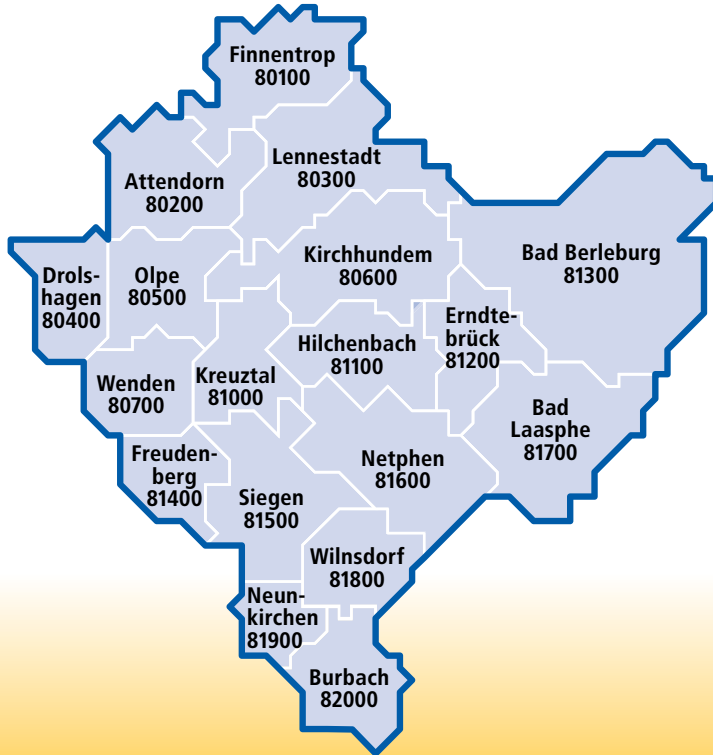 Finnentrop
80100
Lennestadt
80300
Attendorn
80200
Kirchhundem
80600
Bad Berleburg
81300
Drols-
hagen
80400
Olpe
80500
Erndte-
brück
81200
Hilchenbach
81100
Wenden
80700
Kreuztal
81000
Bad
Laasphe
81700
Freuden-
berg
81400
Netphen
81600
Siegen
81500
Wilnsdorf
81800
Neun-
kirchen
81900
Burbach
82000